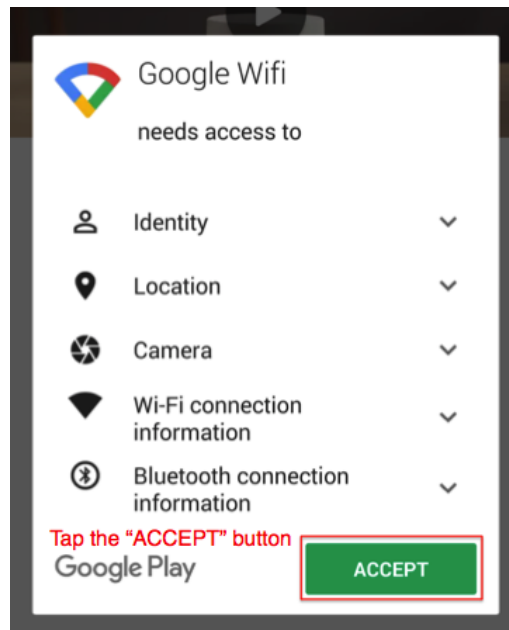 Google Wifi
needs access to
Identity
Location
Camera
Wi-Fi connection
information
Bluetooth connection
information
Tap the “ACCEPT” button
Google Play
ACCEPT